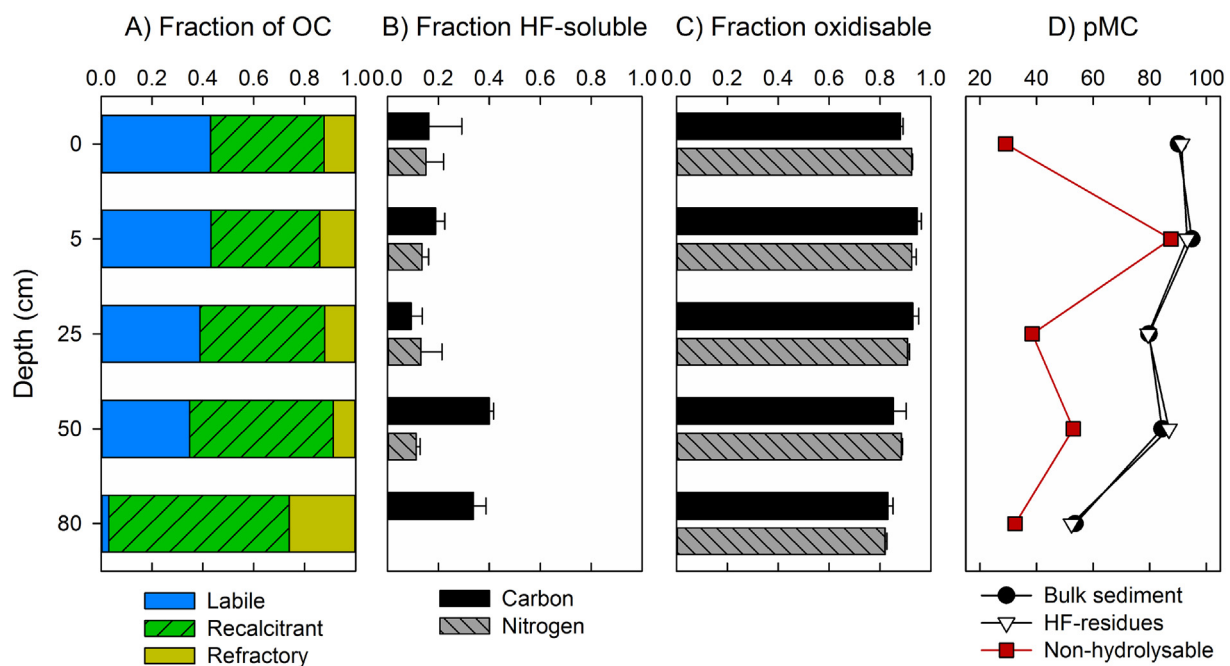 A) Fraction of OC
B) Fraction HF-soluble
C) Fraction oxidisable
D) pMC
0.0 0.2 0.4 0.6 0.8 1.0
0.0 0.2 0.4 0.6 0.8 1.0
0.0 0.2 0.4 0.6 0.8 1.0
20 40 60 80 100
Depth (cm)
0
5
25
50
80
Labile
Recalcitrant
Refractory
Carbon
Nitrogen
Bulk sediment
HF-residues
Non-hydrolysable